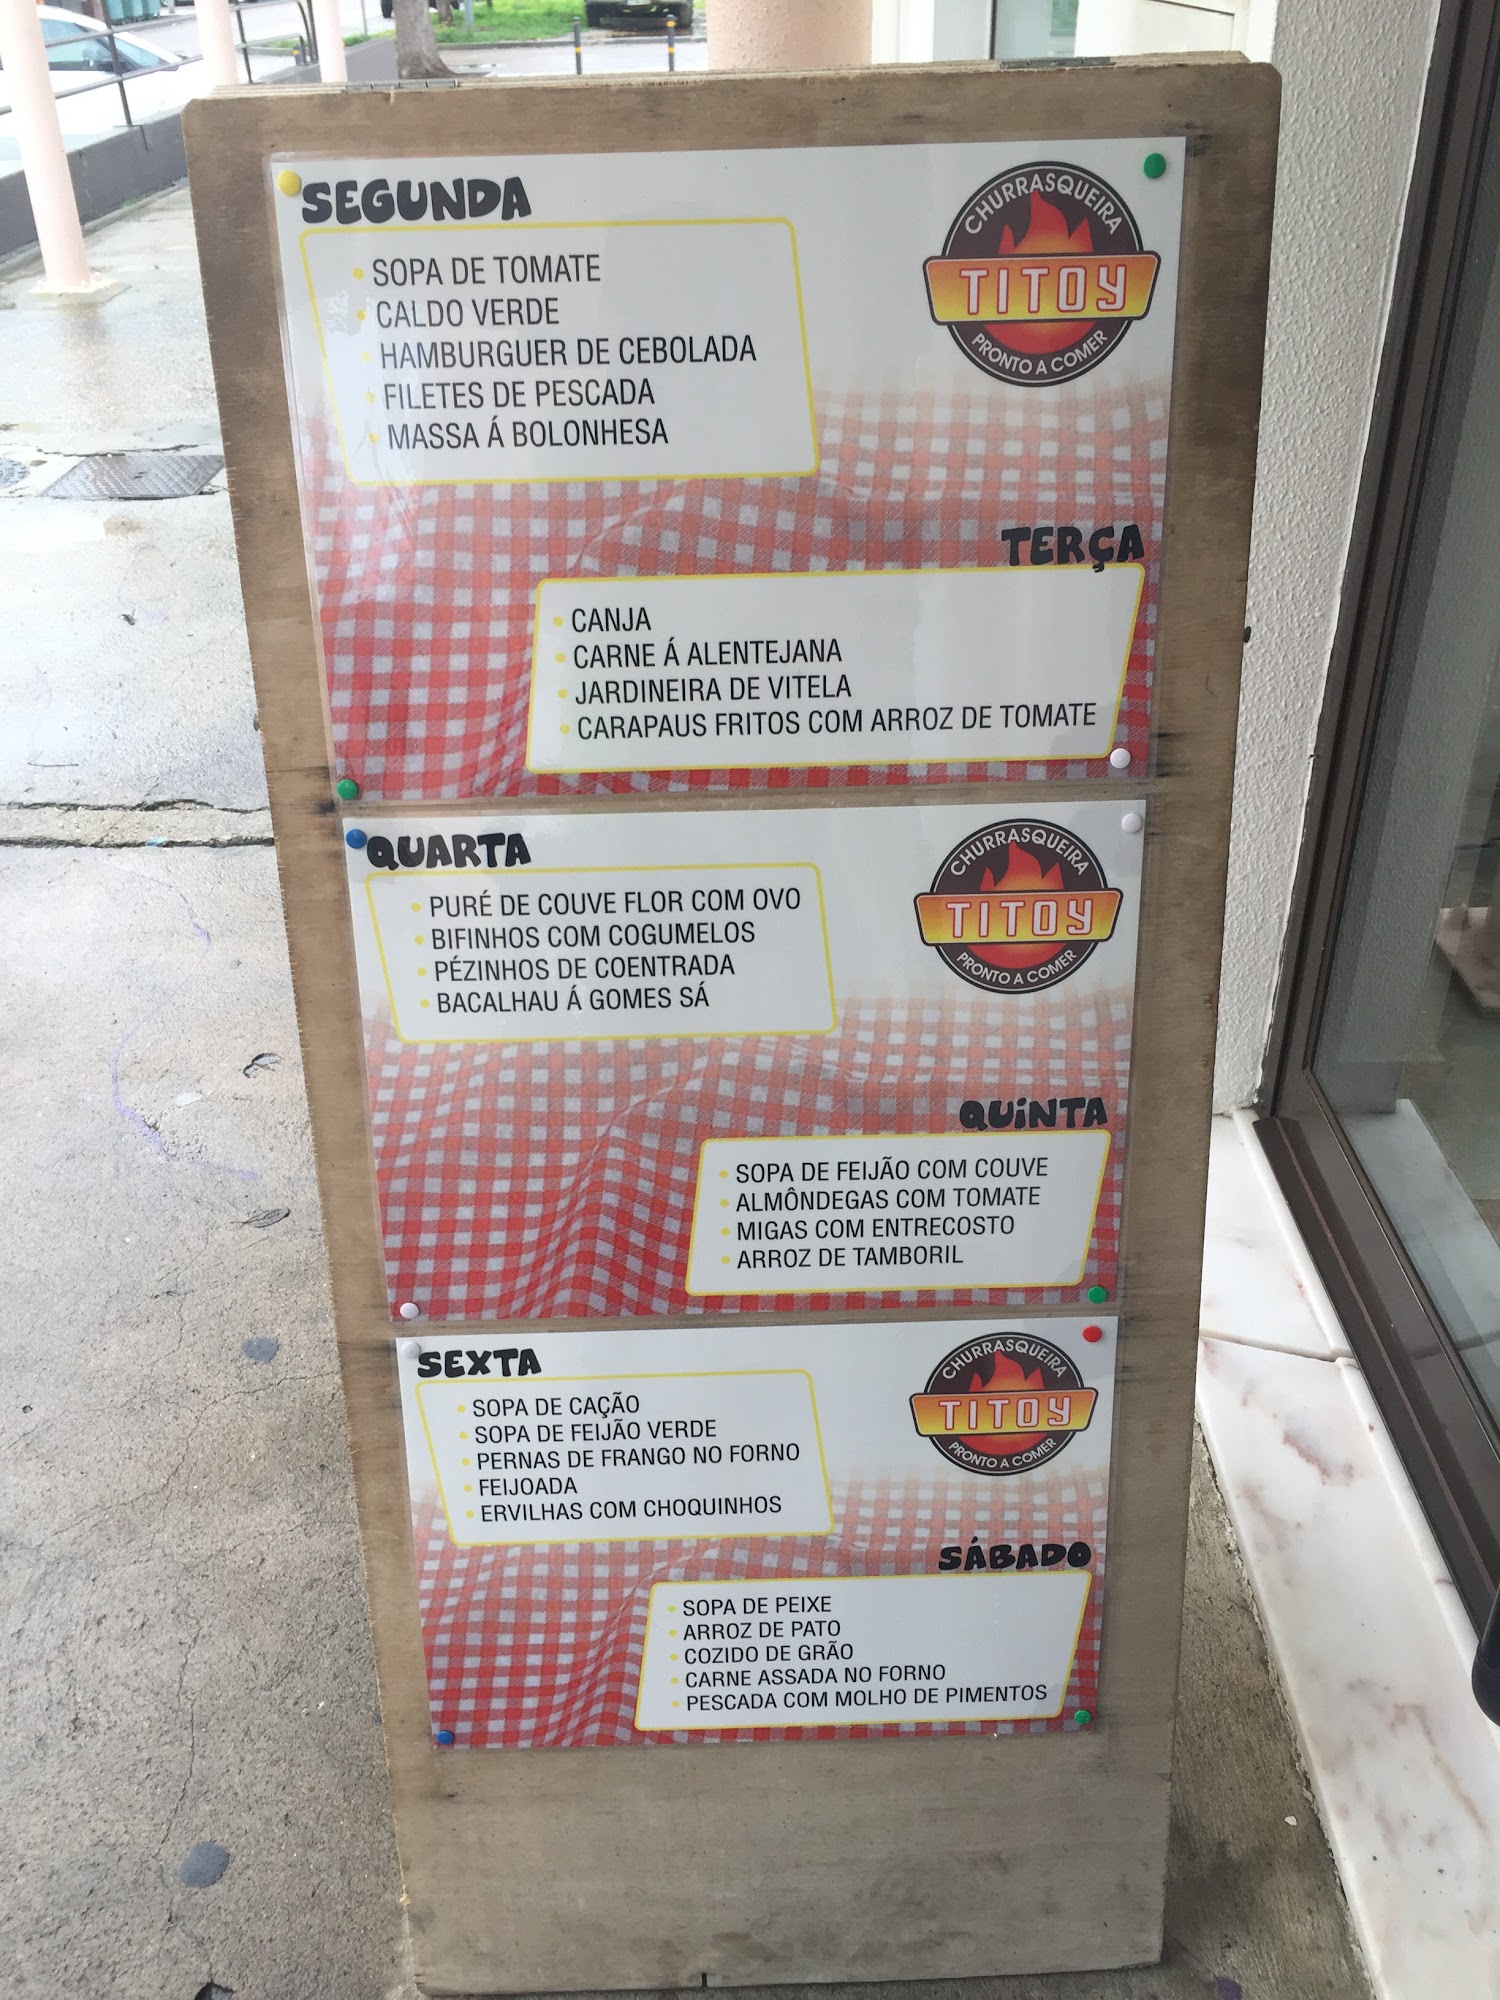 SEGUNDA
CHURRASQUEIRA
TITOY
PRONTO A COMER
• SOPA DE TOMATE
• CALDO VERDE
• HAMBURGUER DE CEBOLADA
• FILETES DE PESCADA
• MASSA Á BOLONHESA
TERÇA
• CANJA
• CARNE Á ALENTEJANA
• JARDINEIRA DE VITELA
• CARAPAUS FRITOS COM ARROZ DE TOMATE
QUARTA
CHURRASQUEIRA
TITOY
PRONTO A COMER
• PURÉ DE COUVE FLOR COM OVO
• BIFINHOS COM COGUMELOS
• PÉZINHOS DE COENTRADA
• BACALHAU Á GOMES SÁ
QUINTA
• SOPA DE FEIJÃO COM COUVE
• ALMÔNDEGAS COM TOMATE
• MIGAS COM ENTRECOSTO
• ARROZ DE TAMBORIL
SEXTA
CHURRASQUEIRA
TITOY
PRONTO A COMER
• SOPA DE CAÇÃO
• SOPA DE FEIJÃO VERDE
• PERNAS DE FRANGO NO FORNO
• FEIJOADA
• ERVILHAS COM CHOQUINHOS
SÁBADO
• SOPA DE PEIXE
• ARROZ DE PATO
• COZIDO DE GRÃO
• CARNE ASSADA NO FORNO
• PESCADA COM MOLHO DE PIMENTOS